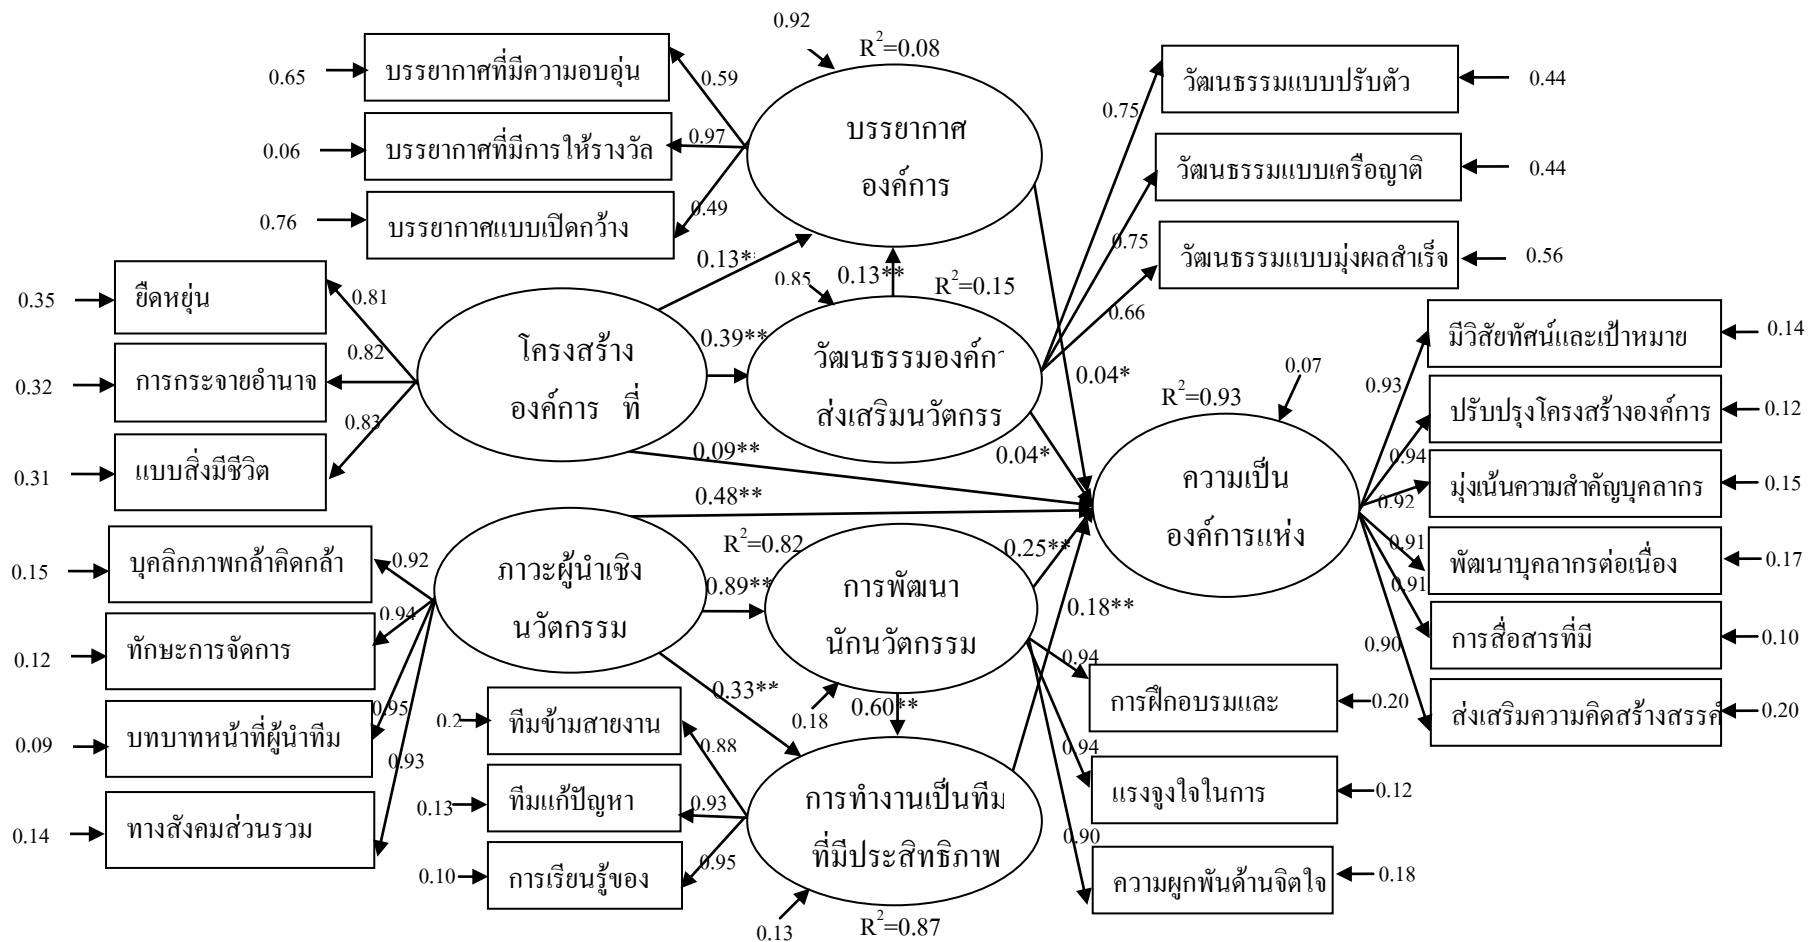 0.92
R²=0.08
0.65
บรรยากาศที่มีความอบอุ่น
0.59
0.06
บรรยากาศที่มีการให้รางวัล
0.97
0.76
บรรยากาศแบบเปิดกว้าง
0.49
บรรยากาศ
องค์การ
0.75
วัฒนธรรมแบบปรับตัว
0.44
0.75
วัฒนธรรมแบบเครือญาติ
0.44
0.66
วัฒนธรรมแบบมุ่งผลสำเร็จ
0.56
0.35
ยืดหยุ่น
0.81
0.32
การกระจายอำนาจ
0.82
0.31
แบบสิ่งมีชีวิต
0.83
โครงสร้าง
องค์การ ที่
0.13*
0.39**
0.13**
0.85
R²=0.15
วัฒนธรรมองค์กา
ส่งเสริมนวัตกรร
0.04*
0.04*
0.09**
0.48**
R²=0.93
0.07
ความเป็น
องค์การแห่ง
0.93
มีวิสัยทัศน์และเป้าหมาย
0.14
0.94
ปรับปรุงโครงสร้างองค์การ
0.12
0.92
มุ่งเน้นความสำคัญบุคลากร
0.15
0.91
พัฒนาบุคลากรต่อเนื่อง
0.17
0.91
การสื่อสารที่มี
0.10
0.90
ส่งเสริมความคิดสร้างสรรค์
0.20
0.15
บุคลิกภาพกล้าคิดกล้า
0.92
0.12
ทักษะการจัดการ
0.94
0.09
บทบาทหน้าที่ผู้นำทีม
0.95
0.14
ทางสังคมส่วนรวม
0.93
ภาวะผู้นำเชิง
นวัตกรรม
R²=0.82
0.89**
0.33**
การพัฒนา
นักนวัตกรรม
0.18
0.60**
0.25**
0.18**
0.94
การฝึกอบรมและ
0.20
0.94
แรงจูงใจในการ
0.12
0.90
ความผูกพันด้านจิตใจ
0.18
0.2
ทีมข้ามสายงาน
0.88
0.13
ทีมแก้ปัญหา
0.93
0.10
การเรียนรู้ของ
0.95
การทำงานเป็นทีม
ที่มีประสิทธิภาพ
0.13
R²=0.87